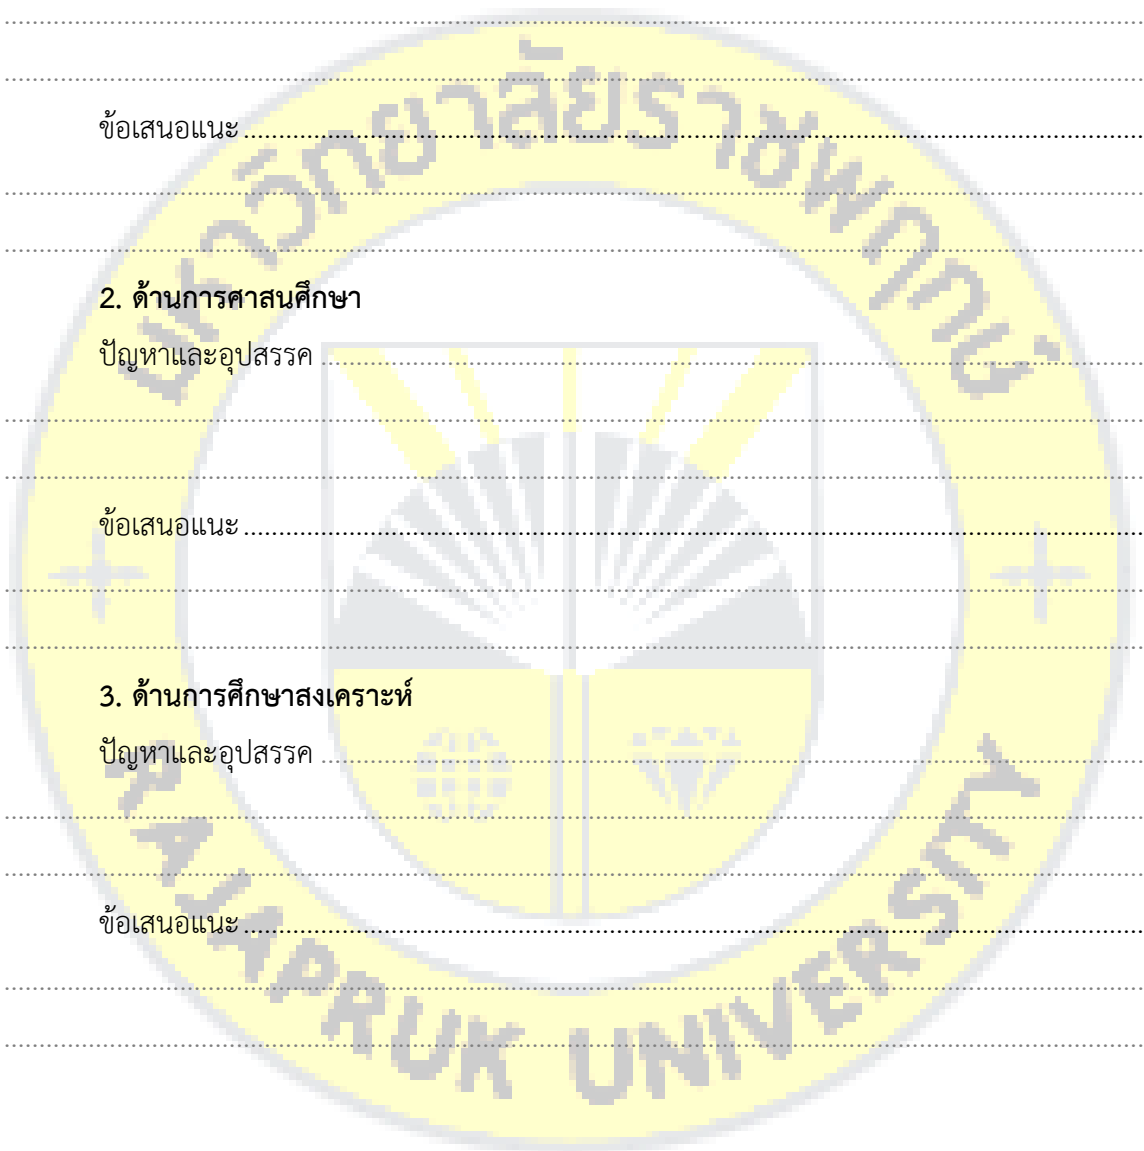 ข้อเสนอแนะ
2. ด้านการศาสนศึกษา
ปัญหาและอุปสรรค
ข้อเสนอแนะ
3. ด้านการศึกษาสงเคราะห์
ปัญหาและอุปสรรค
ข้อเสนอแนะ
มหาวิทยาลัยราชพฤกษ์
RAJAPRUK UNIVERSITY